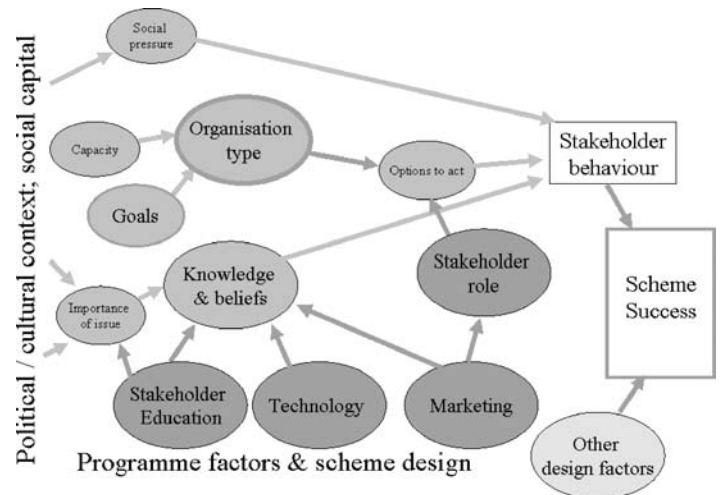 Political / cultural context; social capital
Social
pressure
Capacity
Organisation
type
Options to act
Stakeholder
behaviour
Goals
Importance
of issue
Knowledge
& beliefs
Stakeholder
role
Scheme
Success
Stakeholder
Education
Technology
Marketing
Other
design factors
Programme factors & scheme design